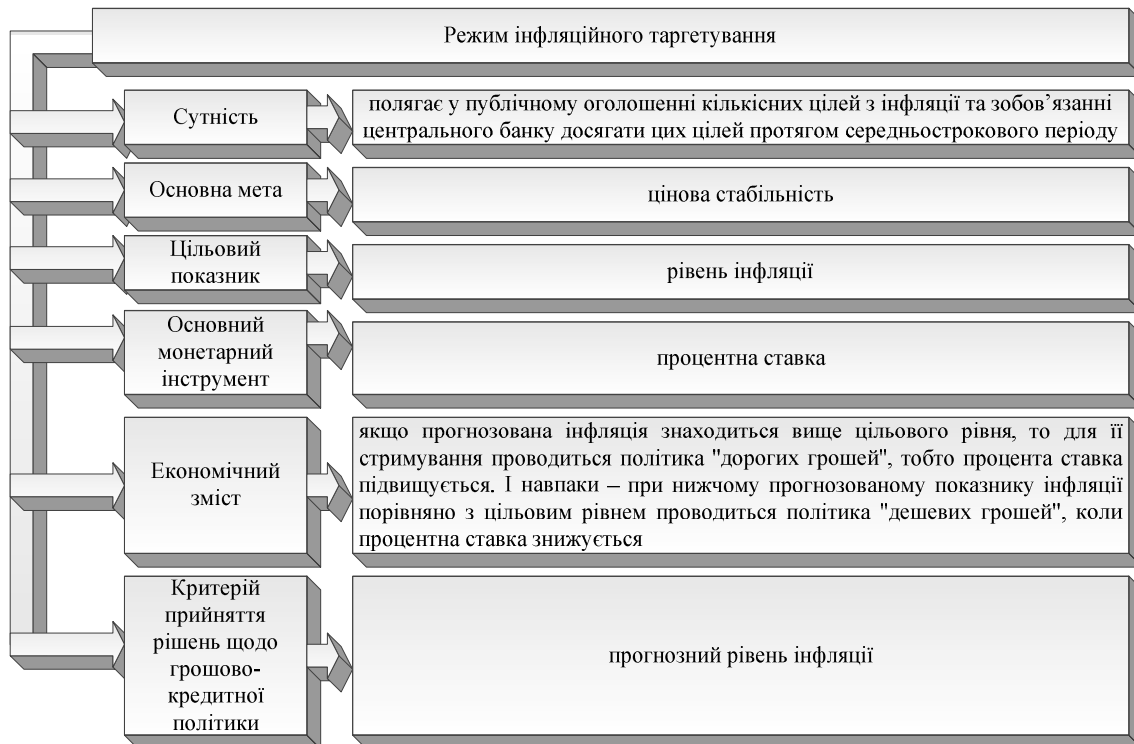 Режим інфляційного таргетування
Сутність
полягає у публічному оголошенні кількісних цілей з інфляції та зобов’язанні
центрального банку досягати цих цілей протягом середньострокового періоду
Основна мета
цінова стабільність
Цільовий
показник
рівень інфляції
Основний
монетарний
інструмент
процентна ставка
Економічний
зміст
якщо прогнозована інфляція знаходиться вище цільового рівня, то для її
стримування проводиться політика "дорогих грошей", тобто процента ставка
підвищується. І навпаки – при нижчому прогнозованому показнику інфляції
порівняно з цільовим рівнем проводиться політика "дешевих грошей", коли
процентна ставка знижується
Критерій
прийняття
рішень щодо
грошово-
кредитної
політики
прогнозний рівень інфляції